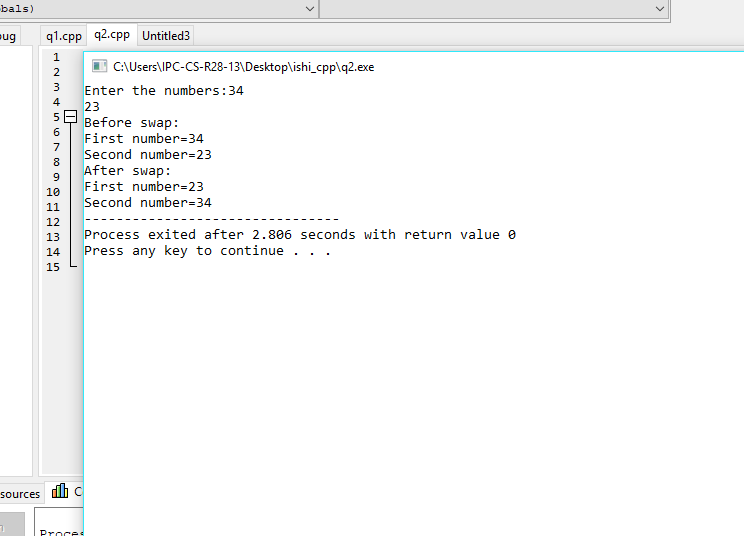 obals)
ug q1.cpp q2.cpp Untitled3
1
2
3
4
5
6
7
8
9
10
11
12
13
14
15
C:\Users\IPC-CS-R28-13\Desktop\ishi_cpp\q2.exe
Enter the numbers:34
23
Before swap:
First number=34
Second number=23
After swap:
First number=23
Second number=34
--------------------------------
Process exited after 2.806 seconds with return value 0
Press any key to continue . . .
sources C
Proces